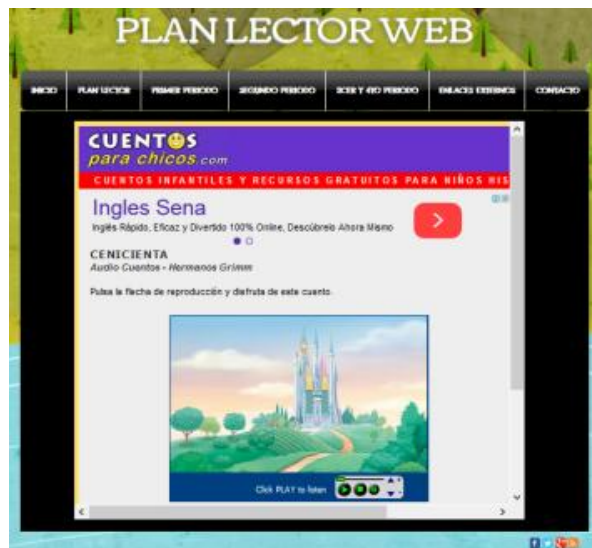 PLAN LECTOR WEB
INICIO PLAN LECTOR PRIMER PERIODO SEGUNDO PERIODO 3CER Y 4TO PERIODO ENLACES EXTERNOS CONTACTO
CUENTOS
para chicos.com
CUENTOS INFANTILES Y RECURSOS GRATUITOS PARA NIÑOS HIS
Ingles Sena
Inglés Rápido, Eficaz y Divertido 100% Online, Descúbrelo Ahora Mismo
CENICIENTA
Audio Cuentos - Hermanos Grimm
Pulsa la flecha de reproducción y disfruta de este cuento.
Click PLAY to listen